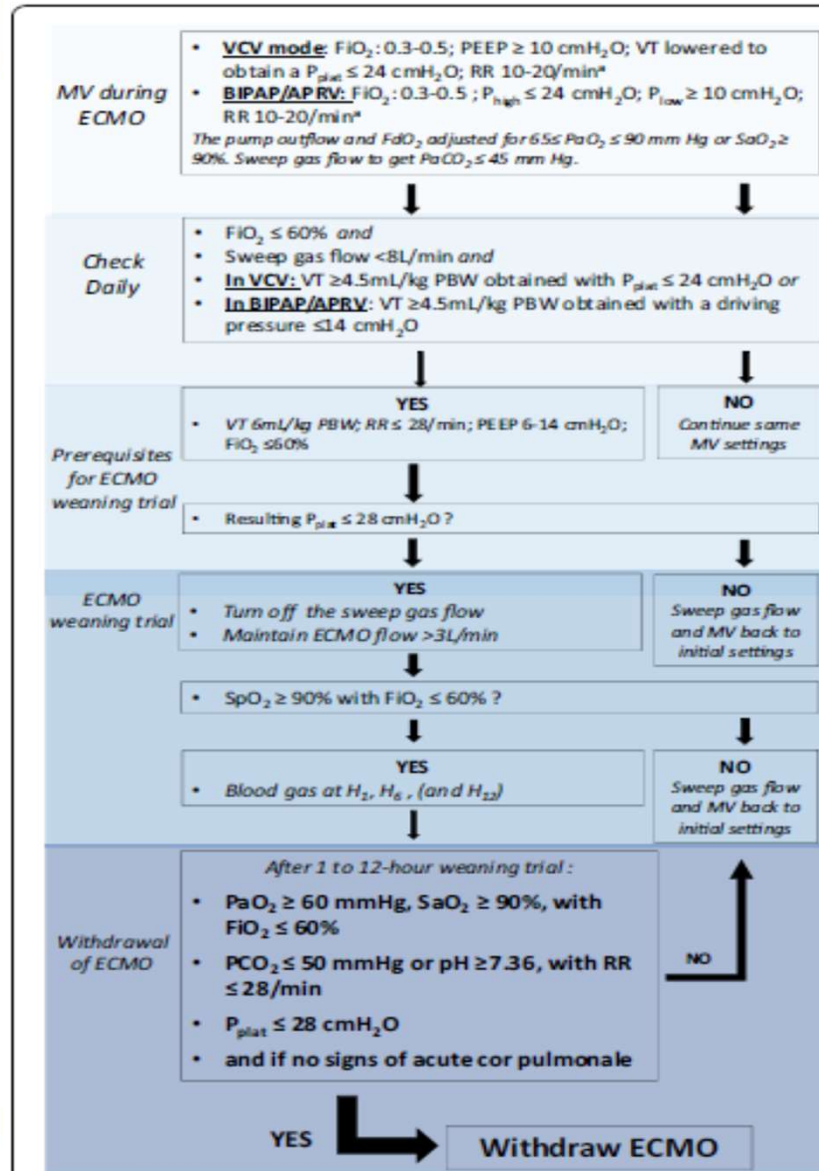 MV during
ECMO
• VCV mode: FiO₂: 0.3-0.5; PEEP ≥ 10 cmH₂O; VT lowered to
obtain a Pplat ≤ 24 cmH₂O; RR 10-20/minᵃ
• BIPAP/APRV: FiO₂: 0.3-0.5 ; Phigh ≤ 24 cmH₂O; Plow ≥ 10 cmH₂O;
RR 10-20/minᵃ
The pump outflow and FdO₂ adjusted for 65≤ PaO₂ ≤ 90 mm Hg or SaO₂ ≥
90%. Sweep gas flow to get PaCO₂ ≤ 45 mm Hg.
Check
Daily
• FiO₂ ≤ 60% and
• Sweep gas flow <8L/min and
• In VCV: VT ≥4.5mL/kg PBW obtained with Pplat ≤ 24 cmH₂O or
• In BIPAP/APRV: VT ≥4.5mL/kg PBW obtained with a driving
pressure ≤14 cmH₂O
Prerequisites
for ECMO
weaning trial
YES
• VT 6mL/kg PBW; RR ≤ 28/min; PEEP 6-14 cmH₂O;
FiO₂ ≤60%
NO
Continue same
MV settings
• Resulting Pplat ≤ 28 cmH₂O ?
ECMO
weaning trial
YES
• Turn off the sweep gas flow
• Maintain ECMO flow >3L/min
NO
Sweep gas flow
and MV back to
initial settings
• SpO₂ ≥ 90% with FiO₂ ≤ 60% ?
YES
• Blood gas at H₁, H₆ , (and H₁₂)
NO
Sweep gas flow
and MV back to
initial settings
Withdrawal
of ECMO
After 1 to 12-hour weaning trial :
• PaO₂ ≥ 60 mmHg, SaO₂ ≥ 90%, with
FiO₂ ≤ 60%
• PCO₂ ≤ 50 mmHg or pH ≥7.36, with RR
≤ 28/min
• Pplat ≤ 28 cmH₂O
• and if no signs of acute cor pulmonale
NO
YES
Withdraw ECMO